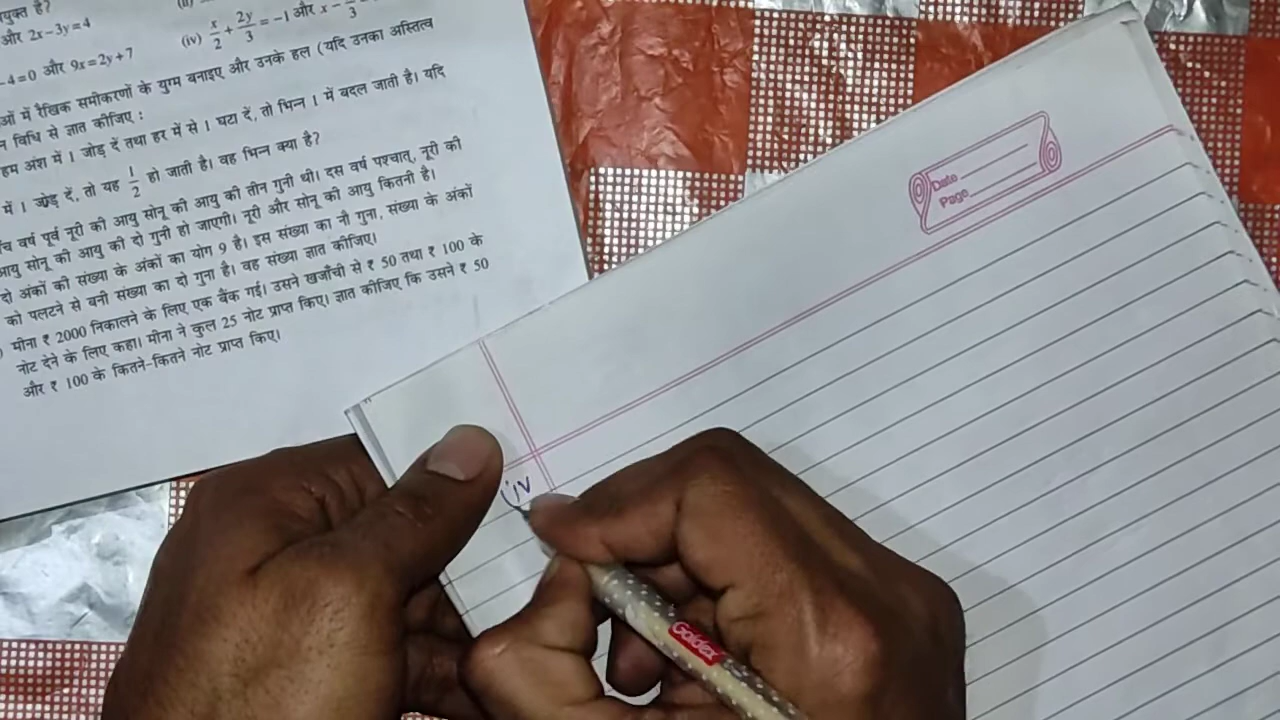 (ii)
और 2x-3y=4
(iv) x/2 + 2y/3 = -1 और x -
-4=0 और 9x=2y+7
ओं में रैखिक समीकरणों के युग्म बनाइए और उनके हल (यदि उनका अस्तित्व
न विधि से ज्ञात कीजिए :
हम अंश में 1 जोड़ दें तथा हर में से 1 घटा दें, तो भिन्न 1 में बदल जाती है। यदि
में 1 जोड़ दें, तो यह 1/2 हो जाती है। वह भिन्न क्या है?
च वर्ष पूर्व नूरी की आयु सोनू की आयु की तीन गुनी थी। दस वर्ष पश्चात्, नूरी की
आयु सोनू की आयु की दो गुनी हो जाएगी। नूरी और सोनू की आयु कितनी है।
दो अंकों की संख्या के अंकों का योग 9 है। इस संख्या का नौ गुना, संख्या के अंकों
को पलटने से बनी संख्या का दो गुना है। वह संख्या ज्ञात कीजिए।
) मीना ₹ 2000 निकालने के लिए एक बैंक गई। उसने खजाँची से ₹ 50 तथा ₹ 100 के
नोट देने के लिए कहा। मीना ने कुल 25 नोट प्राप्त किए। ज्ञात कीजिए कि उसने ₹ 50
और ₹ 100 के कितने-कितने नोट प्राप्त किए।
Date
Page
(iv
Goldex